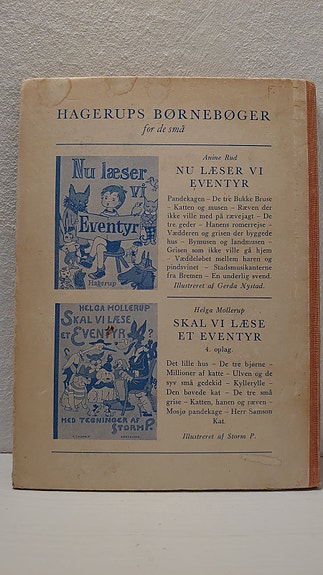 HAGERUPS BØRNEBØGER
for de små
Nu læser
vi
Eventyr
Hagerup
Anine Rud
NU LÆSER VI
EVENTYR
Pandekagen – De tre Bukke Bruse
– Katten og musen – Ræven der
ikke ville med på rævejagt – De
tre geder – Hanens romerrejse –
Vædderen og grisen der byggede
hus – Bymusen og landmusen –
Grisen som ikke ville gå hjem
– Væddeløbet mellem haren og
pindsvinet – Stadsmusikanterne
fra Bremen – En underlig svend.
Illustreret af Gerda Nystad.
HELGA MOLLERUP
SKAL VI LÆSE
ET EVENTYR?
MED TEGNINGER AF
STORM P.
Helga Mollerup
SKAL VI LÆSE
ET EVENTYR
4. oplag.
Det lille hus – De tre bjørne –
Millioner af katte – Ulven og de
syv små gedekid – Kyllerylle –
Den bøvede kat – De tre små
grise – Katten, hanen og ræven –
Mosjø pandekage – Herr Samson
Kat.
Illustreret af Storm P.